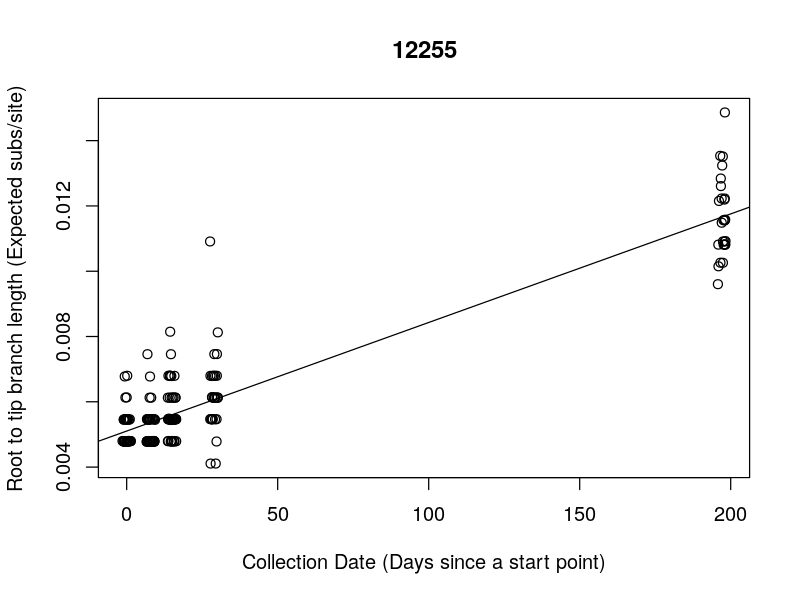 12255
Root to tip branch length (Expected subs/site)
0.012
0.008
0.004
0 50 100 150 200
Collection Date (Days since a start point)